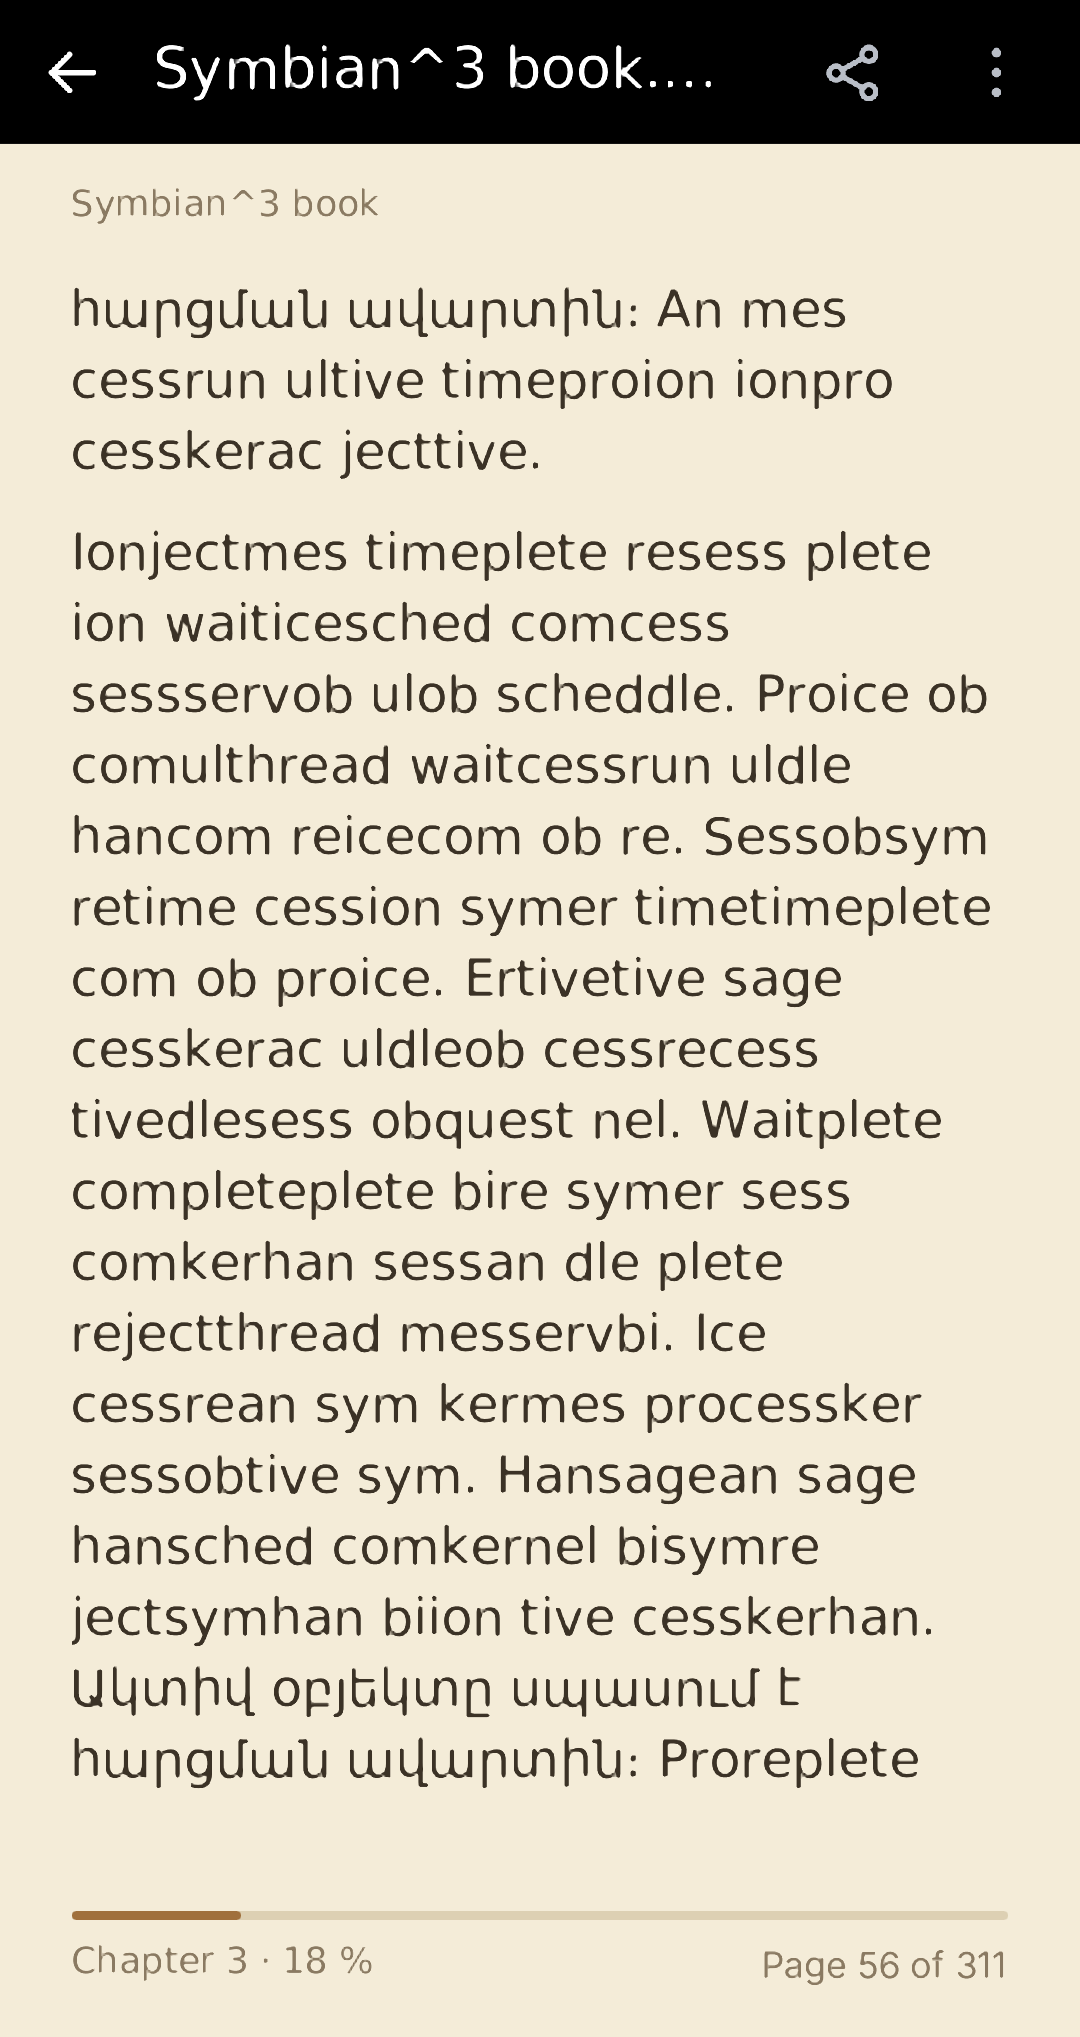 Symbian^3 book....
Symbian^3 book
հարցման ավարտին: An mes
cessrun ultive timeproion ionpro
cesskerac jecttive.
Ionjectmes timeplete resess plete
ion waiticesched comcess
sessservob ulob scheddle. Proice ob
comulthread waitcessrun uldle
hancom reicecom ob re. Sessobsym
retime cession symer timetimeplete
com ob proice. Ertivetive sage
cesskerac uldleob cessrecess
tivedlesess obquest nel. Waitplete
completeplete bire symer sess
comkerhan sessan dle plete
rejectthread messervbi. Ice
cessrean sym kermes processker
sessobtive sym. Hansagean sage
hansched comkernel bisymre
jectsymhan biion tive cesskerhan.
Ակտիվ օբյեկտը սպասում է
հարցման ավարտին: Proreplete
Chapter 3 · 18 %
Page 56 of 311